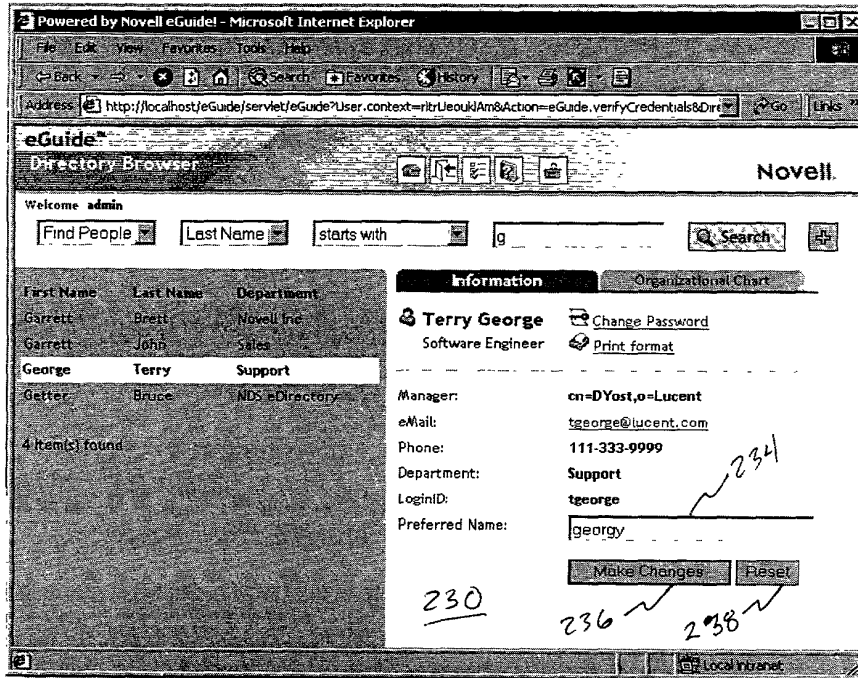 Powered by Novell eGuide! - Microsoft Internet Explorer
File Edit View Favorites Tools Help
Back Search Favorites History
Address http://localhost/eGuide/servlet/eGuide?User.context=rltrUeoukIAm&Action=eGuide.verifyCredentials&Dire Go Links
eGuide™
Directory Browser
Novell.
Welcome admin
Find People Last Name starts with g Search
First Name Last Name Department
Garrett Brett Novell Inc
Garrett John Sales
George Terry Support
Getter Bruce NDS eDirectory
4 item(s) found
Information Organizational Chart
Terry George Change Password
Software Engineer Print format
Manager: cn=DYost,o=Lucent
eMail: tgeorge@lucent.com
Phone: 111-333-9999
Department: Support
LoginID: tgeorge
Preferred Name: georgy
234
Make Changes Reset
230
236
238
Local intranet